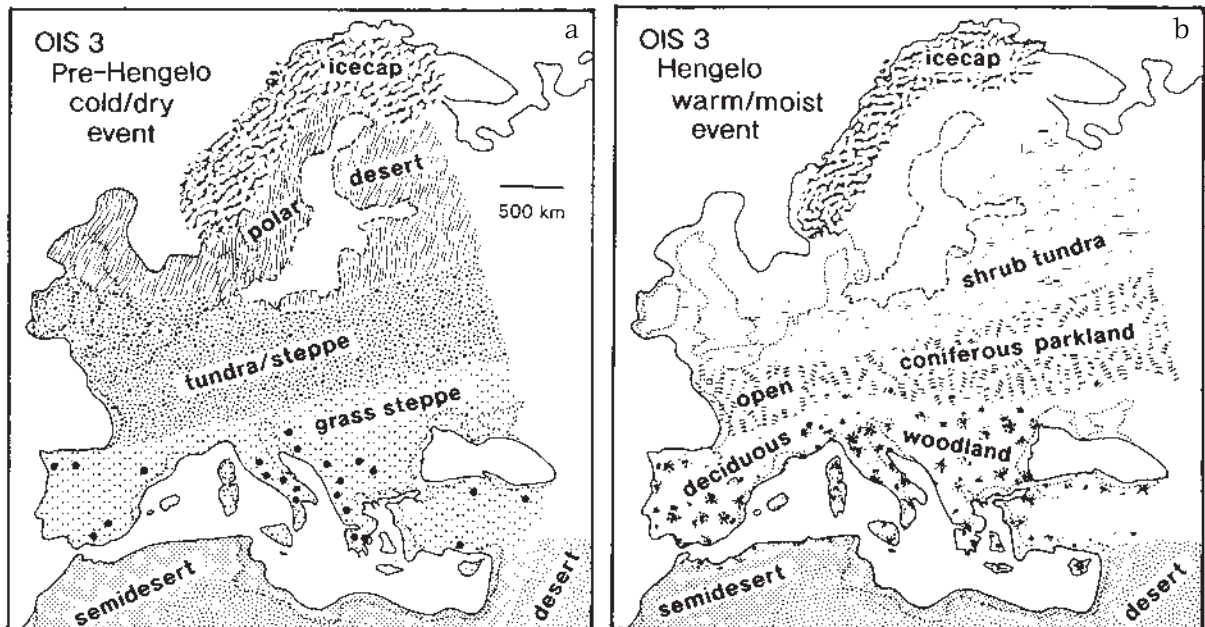 a
OIS 3
Pre-Hengelo
cold/dry
event
icecap
desert
polar
500 km
tundra/steppe
grass steppe
semidesert
desert
b
OIS 3
Hengelo
warm/moist
event
icecap
shrub tundra
coniferous parkland
open
deciduous
woodland
semidesert
desert